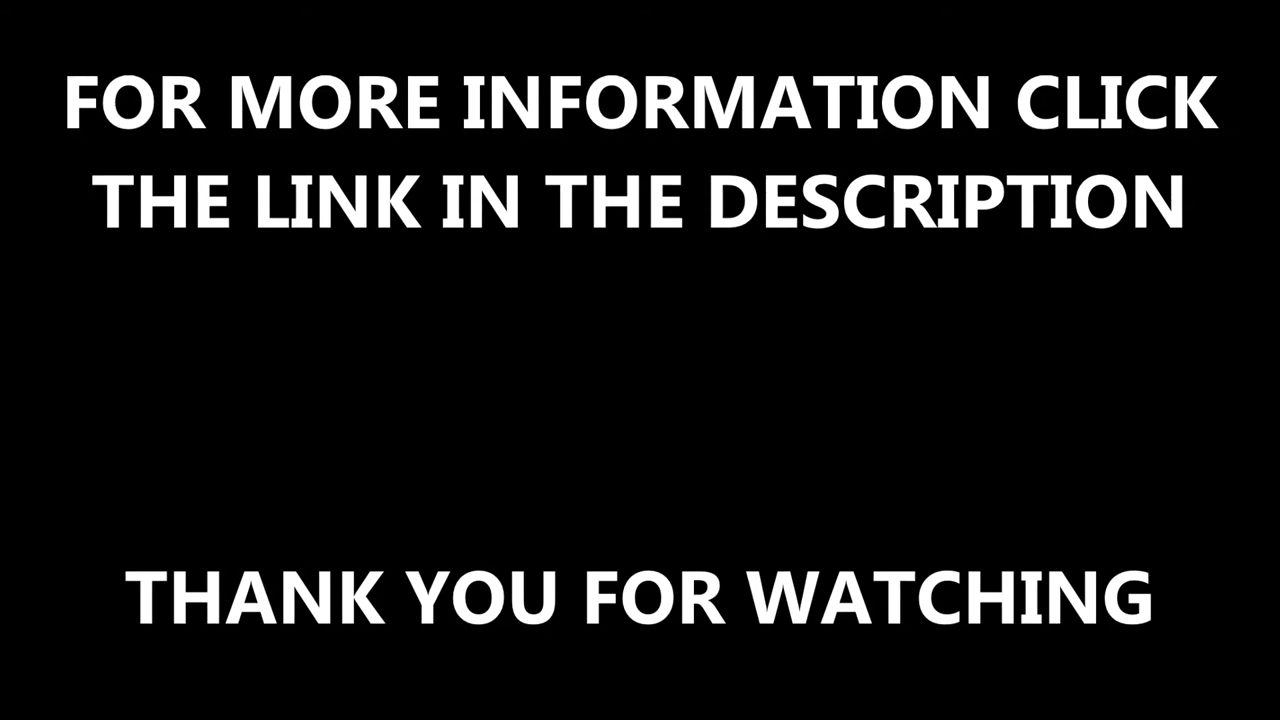 FOR MORE INFORMATION CLICK
THE LINK IN THE DESCRIPTION
THANK YOU FOR WATCHING